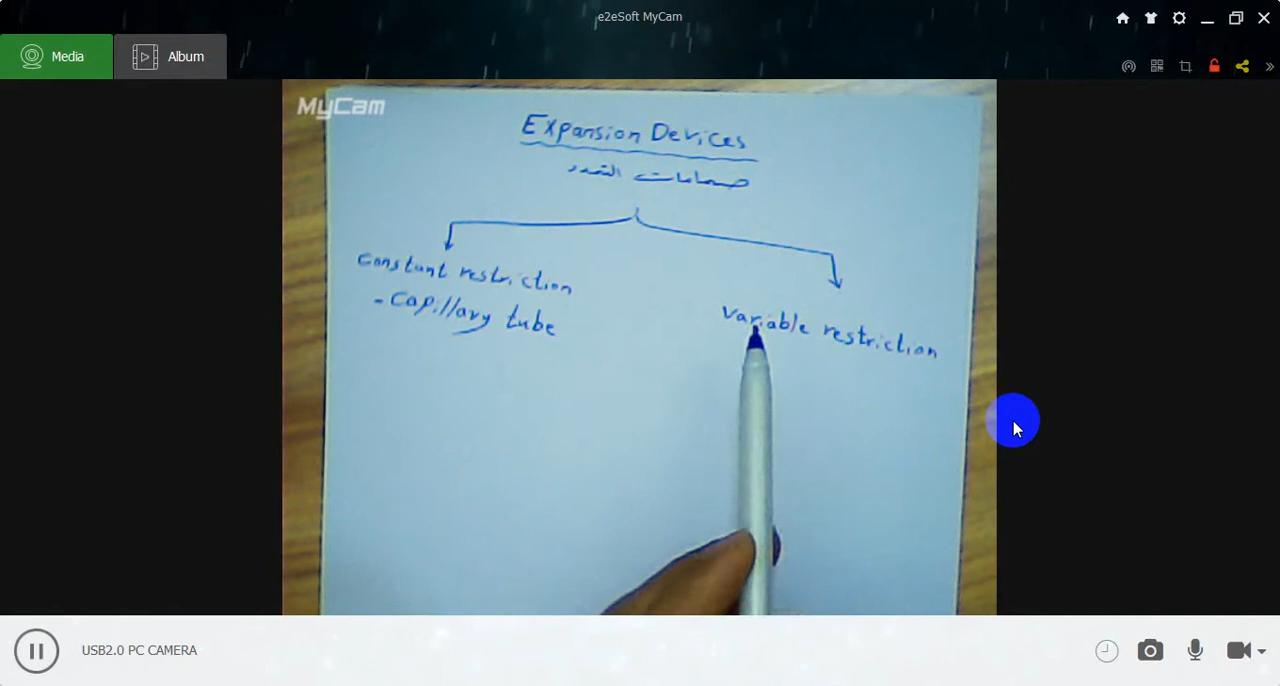 e2eSoft MyCam
Media
Album
MyCam
Expansion Devices
صمامات التمدد
Constant restriction
- Capillary tube
Variable restriction
USB2.0 PC CAMERA